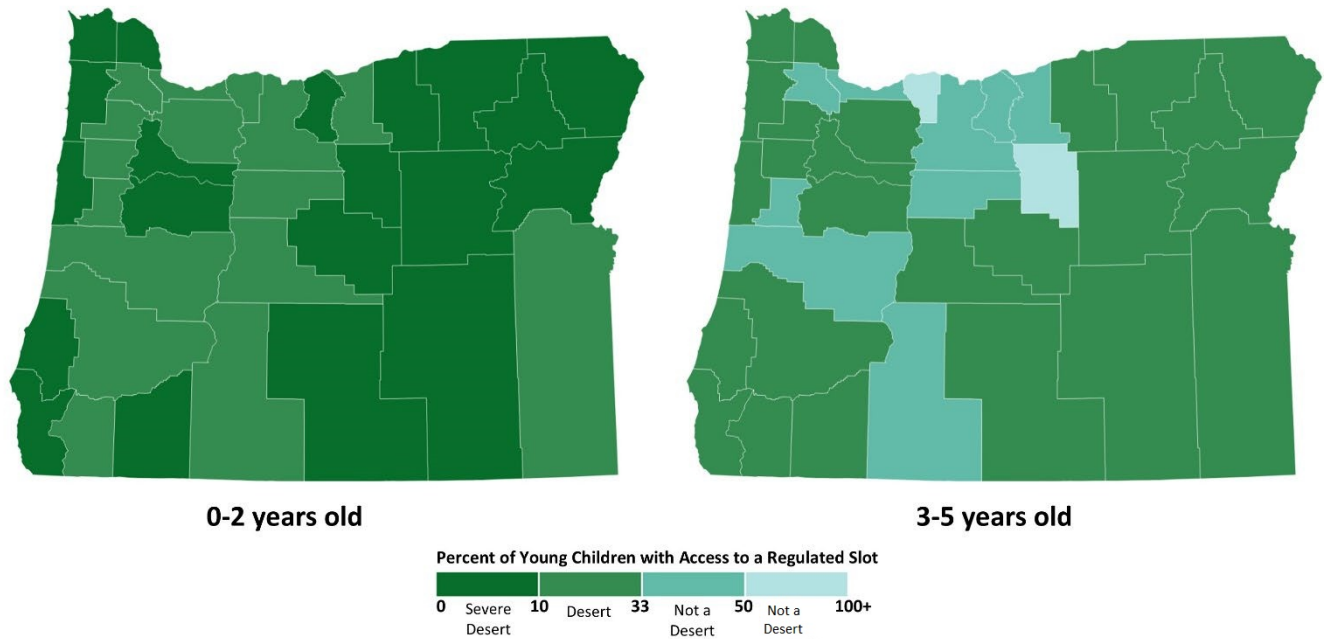 0-2 years old
3-5 years old
Percent of Young Children with Access to a Regulated Slot
0 Severe Desert 10 Desert 33 Not a Desert 50 Not a Desert 100+